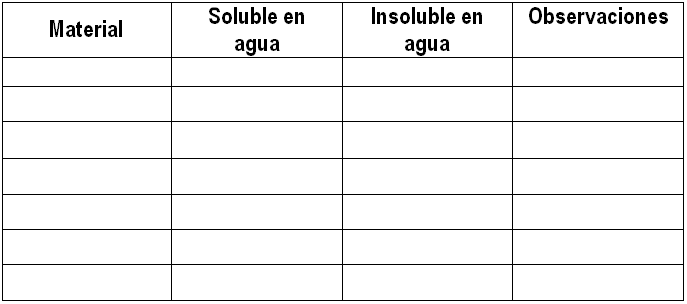 Material
Soluble en
agua
Insoluble en
agua
Observaciones